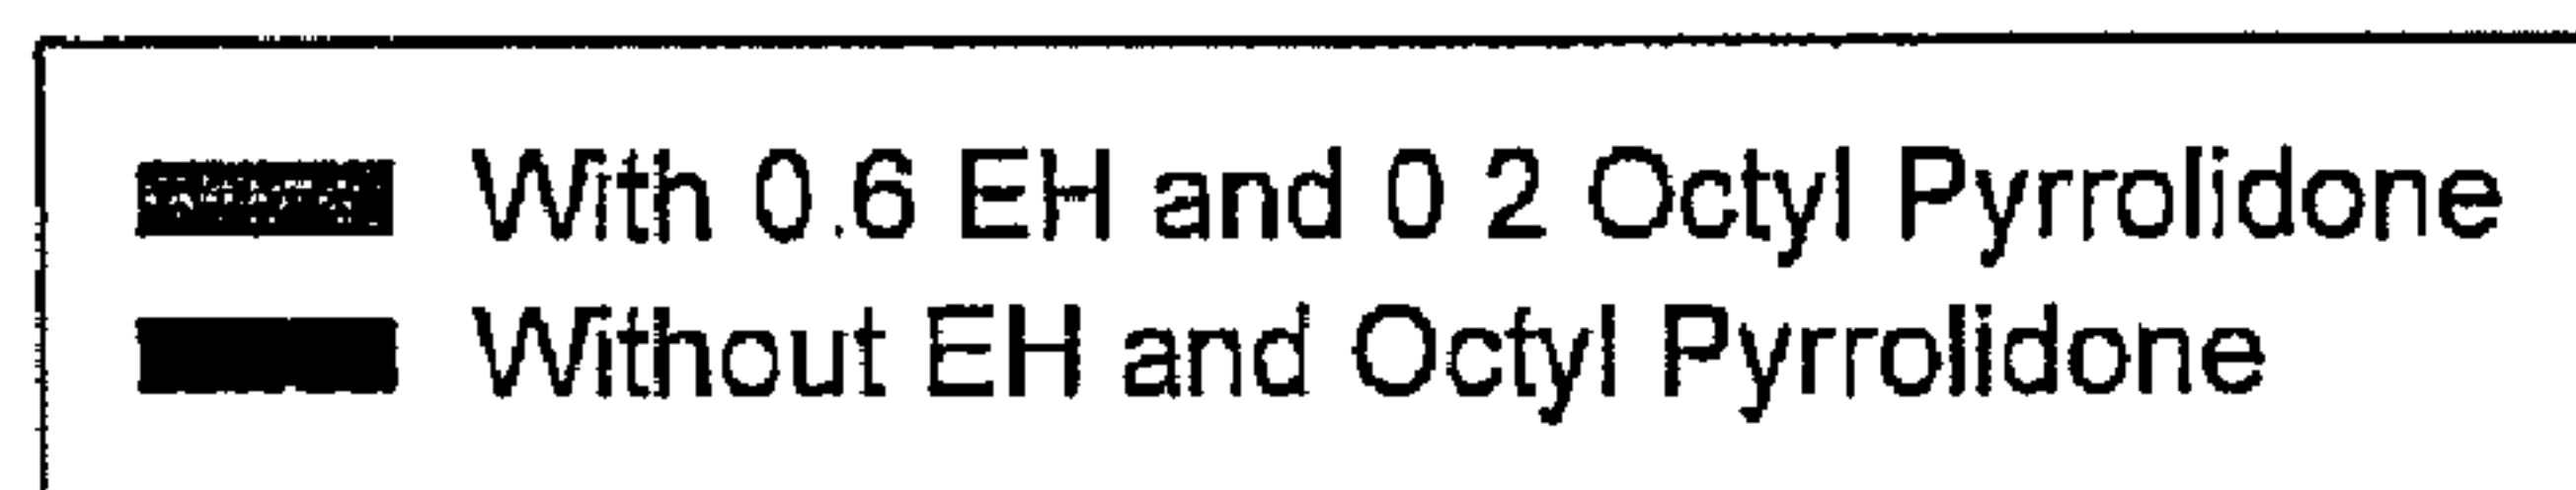 With 0.6 EH and 0 2 Octyl Pyrrolidone
Without EH and Octyl Pyrrolidone